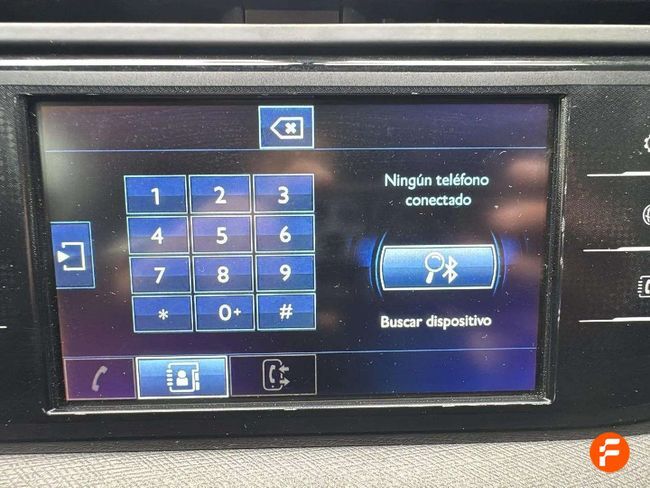 1 2 3
4 5 6
7 8 9
* 0+ #
Ningún teléfono
conectado
Buscar dispositivo